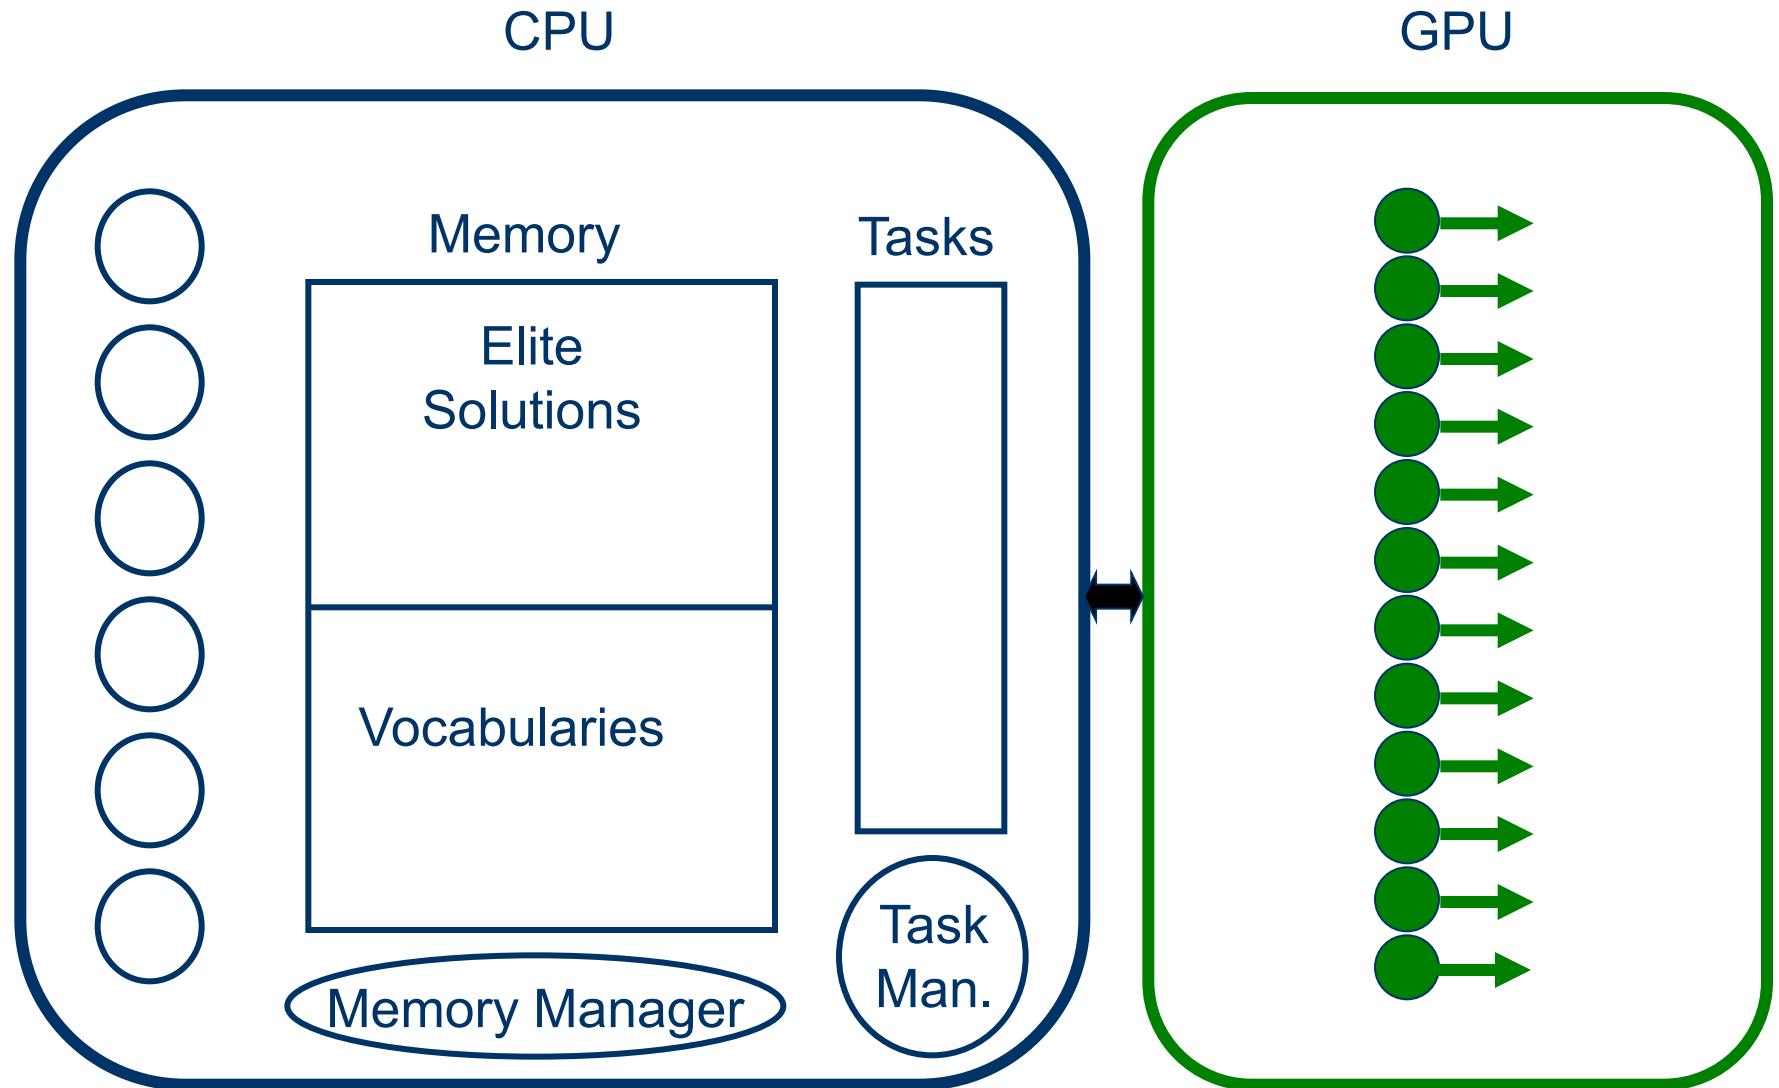 CPU
GPU
Memory
Tasks
Elite
Solutions
Vocabularies
Task
Man.
Memory Manager